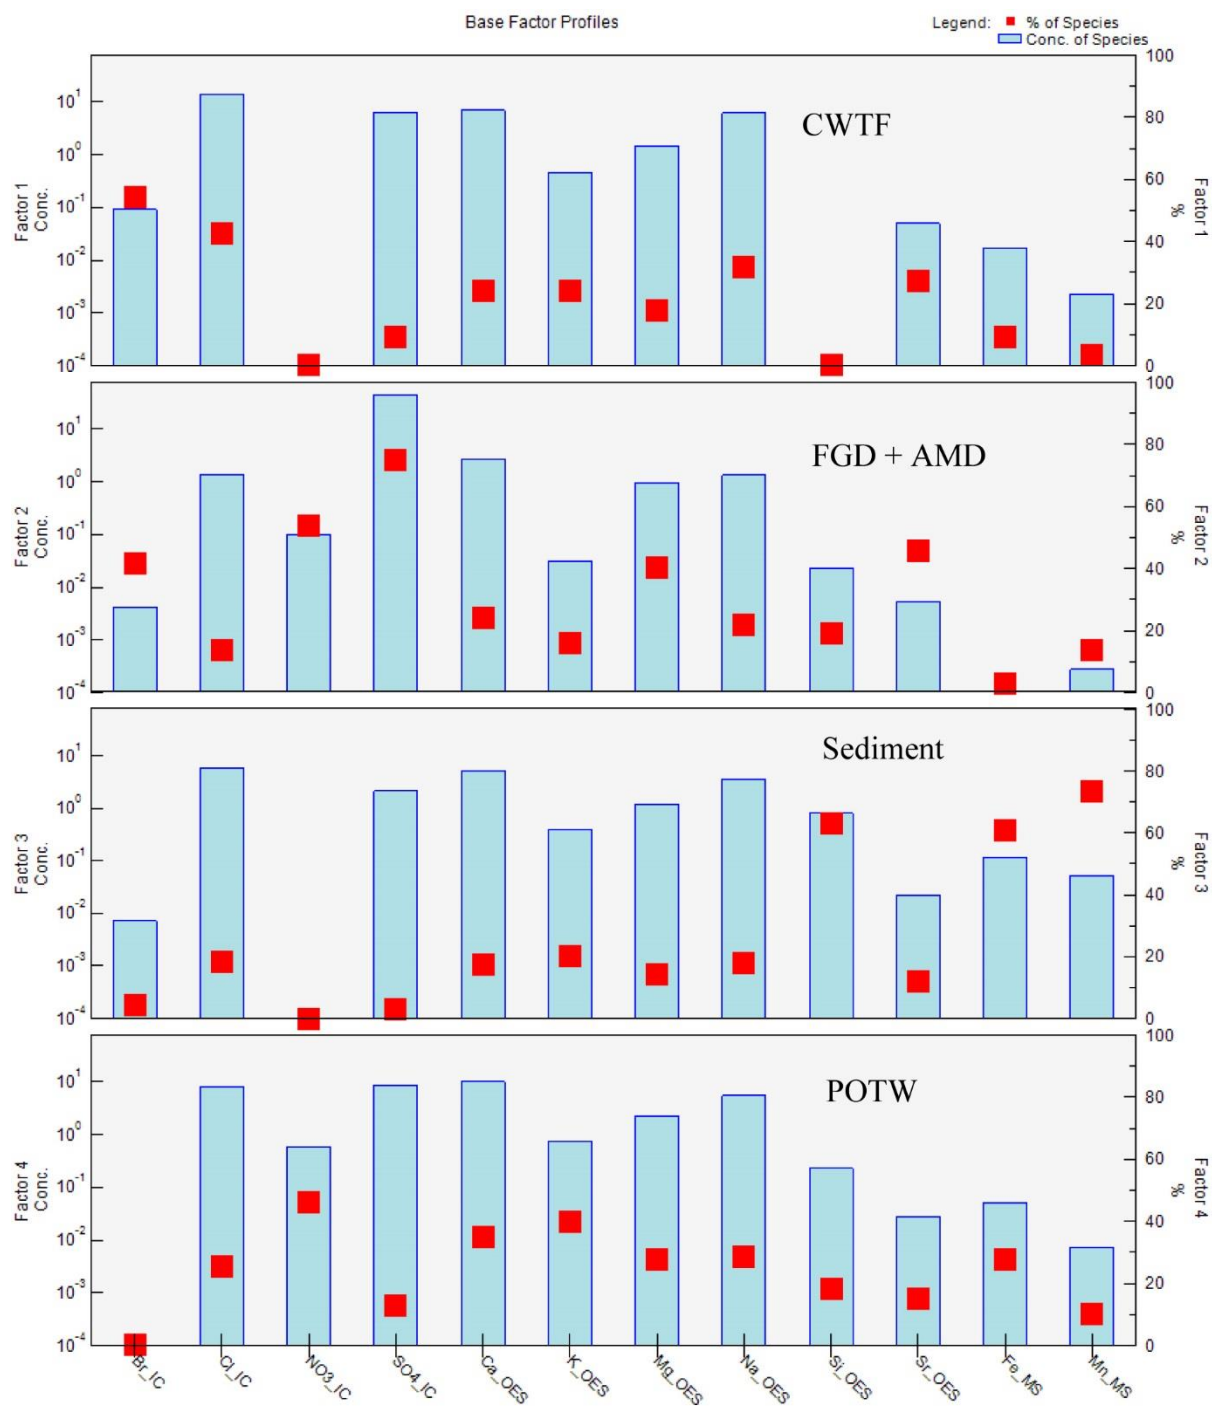 Base Factor Profiles
Legend: % of Species
Conc. of Species
Factor 1
Conc.
10^1
10^0
10^-1
10^-2
10^-3
10^-4
CWTF
100
80
60
40
20
0
Factor 1
%
Factor 2
Conc.
10^1
10^0
10^-1
10^-2
10^-3
10^-4
FGD + AMD
100
80
60
40
20
0
Factor 2
%
Factor 3
Conc.
10^1
10^0
10^-1
10^-2
10^-3
10^-4
Sediment
100
80
60
40
20
0
Factor 3
%
Factor 4
Conc.
10^1
10^0
10^-1
10^-2
10^-3
10^-4
POTW
100
80
60
40
20
0
Factor 4
%
Br_IC
Cl_IC
NO3_IC
SO4_IC
Ca_OES
K_OES
Mg_OES
Na_OES
Si_OES
Sr_OES
Fe_MS
Mn_MS